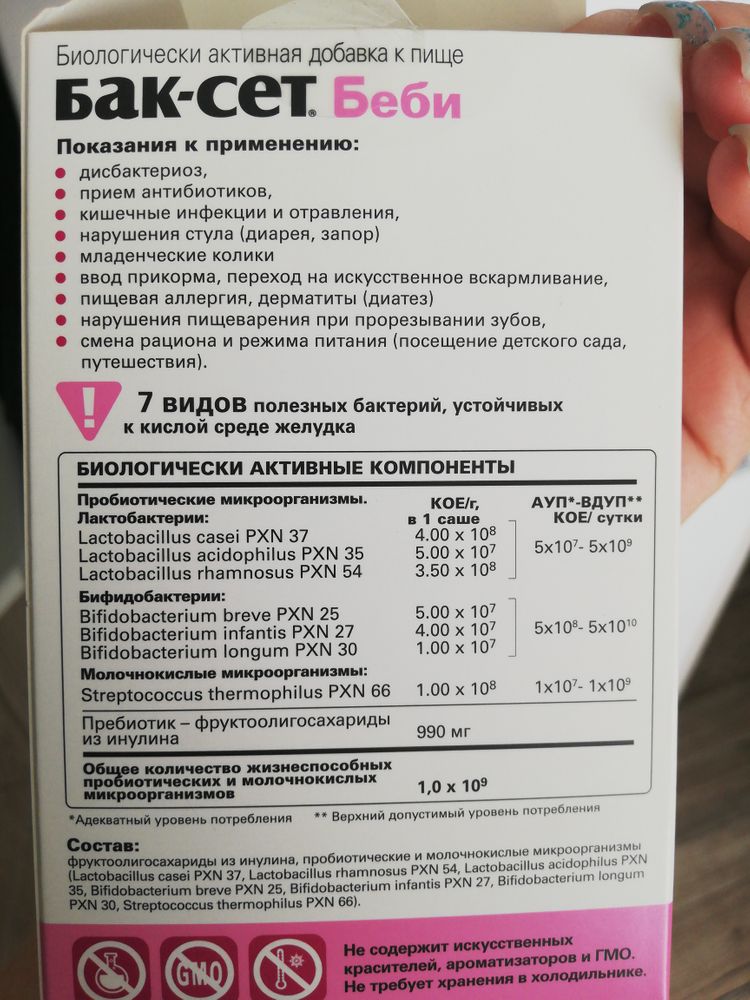 Биологически активная добавка к пище
Бак-сет® Беби
Показания к применению:
• дисбактериоз,
• прием антибиотиков,
• кишечные инфекции и отравления,
• нарушения стула (диарея, запор)
• младенческие колики
• ввод прикорма, переход на искусственное вскармливание,
• пищевая аллергия, дерматиты (диатез)
• нарушения пищеварения при прорезывании зубов,
• смена рациона и режима питания (посещение детского сада,
путешествия).
! 7 видов полезных бактерий, устойчивых
к кислой среде желудка
БИОЛОГИЧЕСКИ АКТИВНЫЕ КОМПОНЕНТЫ
Пробиотические микроорганизмы. КОЕ/г, АУП*-ВДУП**
Лактобактерии: в 1 саше КОЕ/ сутки
Lactobacillus casei PXN 37 4.00 x 10⁸
Lactobacillus acidophilus PXN 35 5.00 x 10⁷ 5x10⁷- 5x10⁹
Lactobacillus rhamnosus PXN 54 3.50 x 10⁸
Бифидобактерии:
Bifidobacterium breve PXN 25 5.00 x 10⁷
Bifidobacterium infantis PXN 27 4.00 x 10⁷ 5x10⁸- 5x10¹⁰
Bifidobacterium longum PXN 30 1.00 x 10⁷
Молочнокислые микроорганизмы:
Streptococcus thermophilus PXN 66 1.00 x 10⁸ 1x10⁷- 1x10⁹
Пребиотик – фруктоолигосахариды
из инулина 990 мг
Общее количество жизнеспособных
пробиотических и молочнокислых
микроорганизмов 1,0 x 10⁹
*Адекватный уровень потребления ** Верхний допустимый уровень потребления
Состав:
фруктоолигосахариды из инулина, пробиотические и молочнокислые микроорганизмы
(Lactobacillus casei PXN 37, Lactobacillus rhamnosus PXN 54, Lactobacillus acidophilus PXN
35, Bifidobacterium breve PXN 25, Bifidobacterium infantis PXN 27, Bifidobacterium longum
PXN 30, Streptococcus thermophilus PXN 66).
GMO
Не содержит искусственных
красителей, ароматизаторов и ГМО.
Не требует хранения в холодильнике.